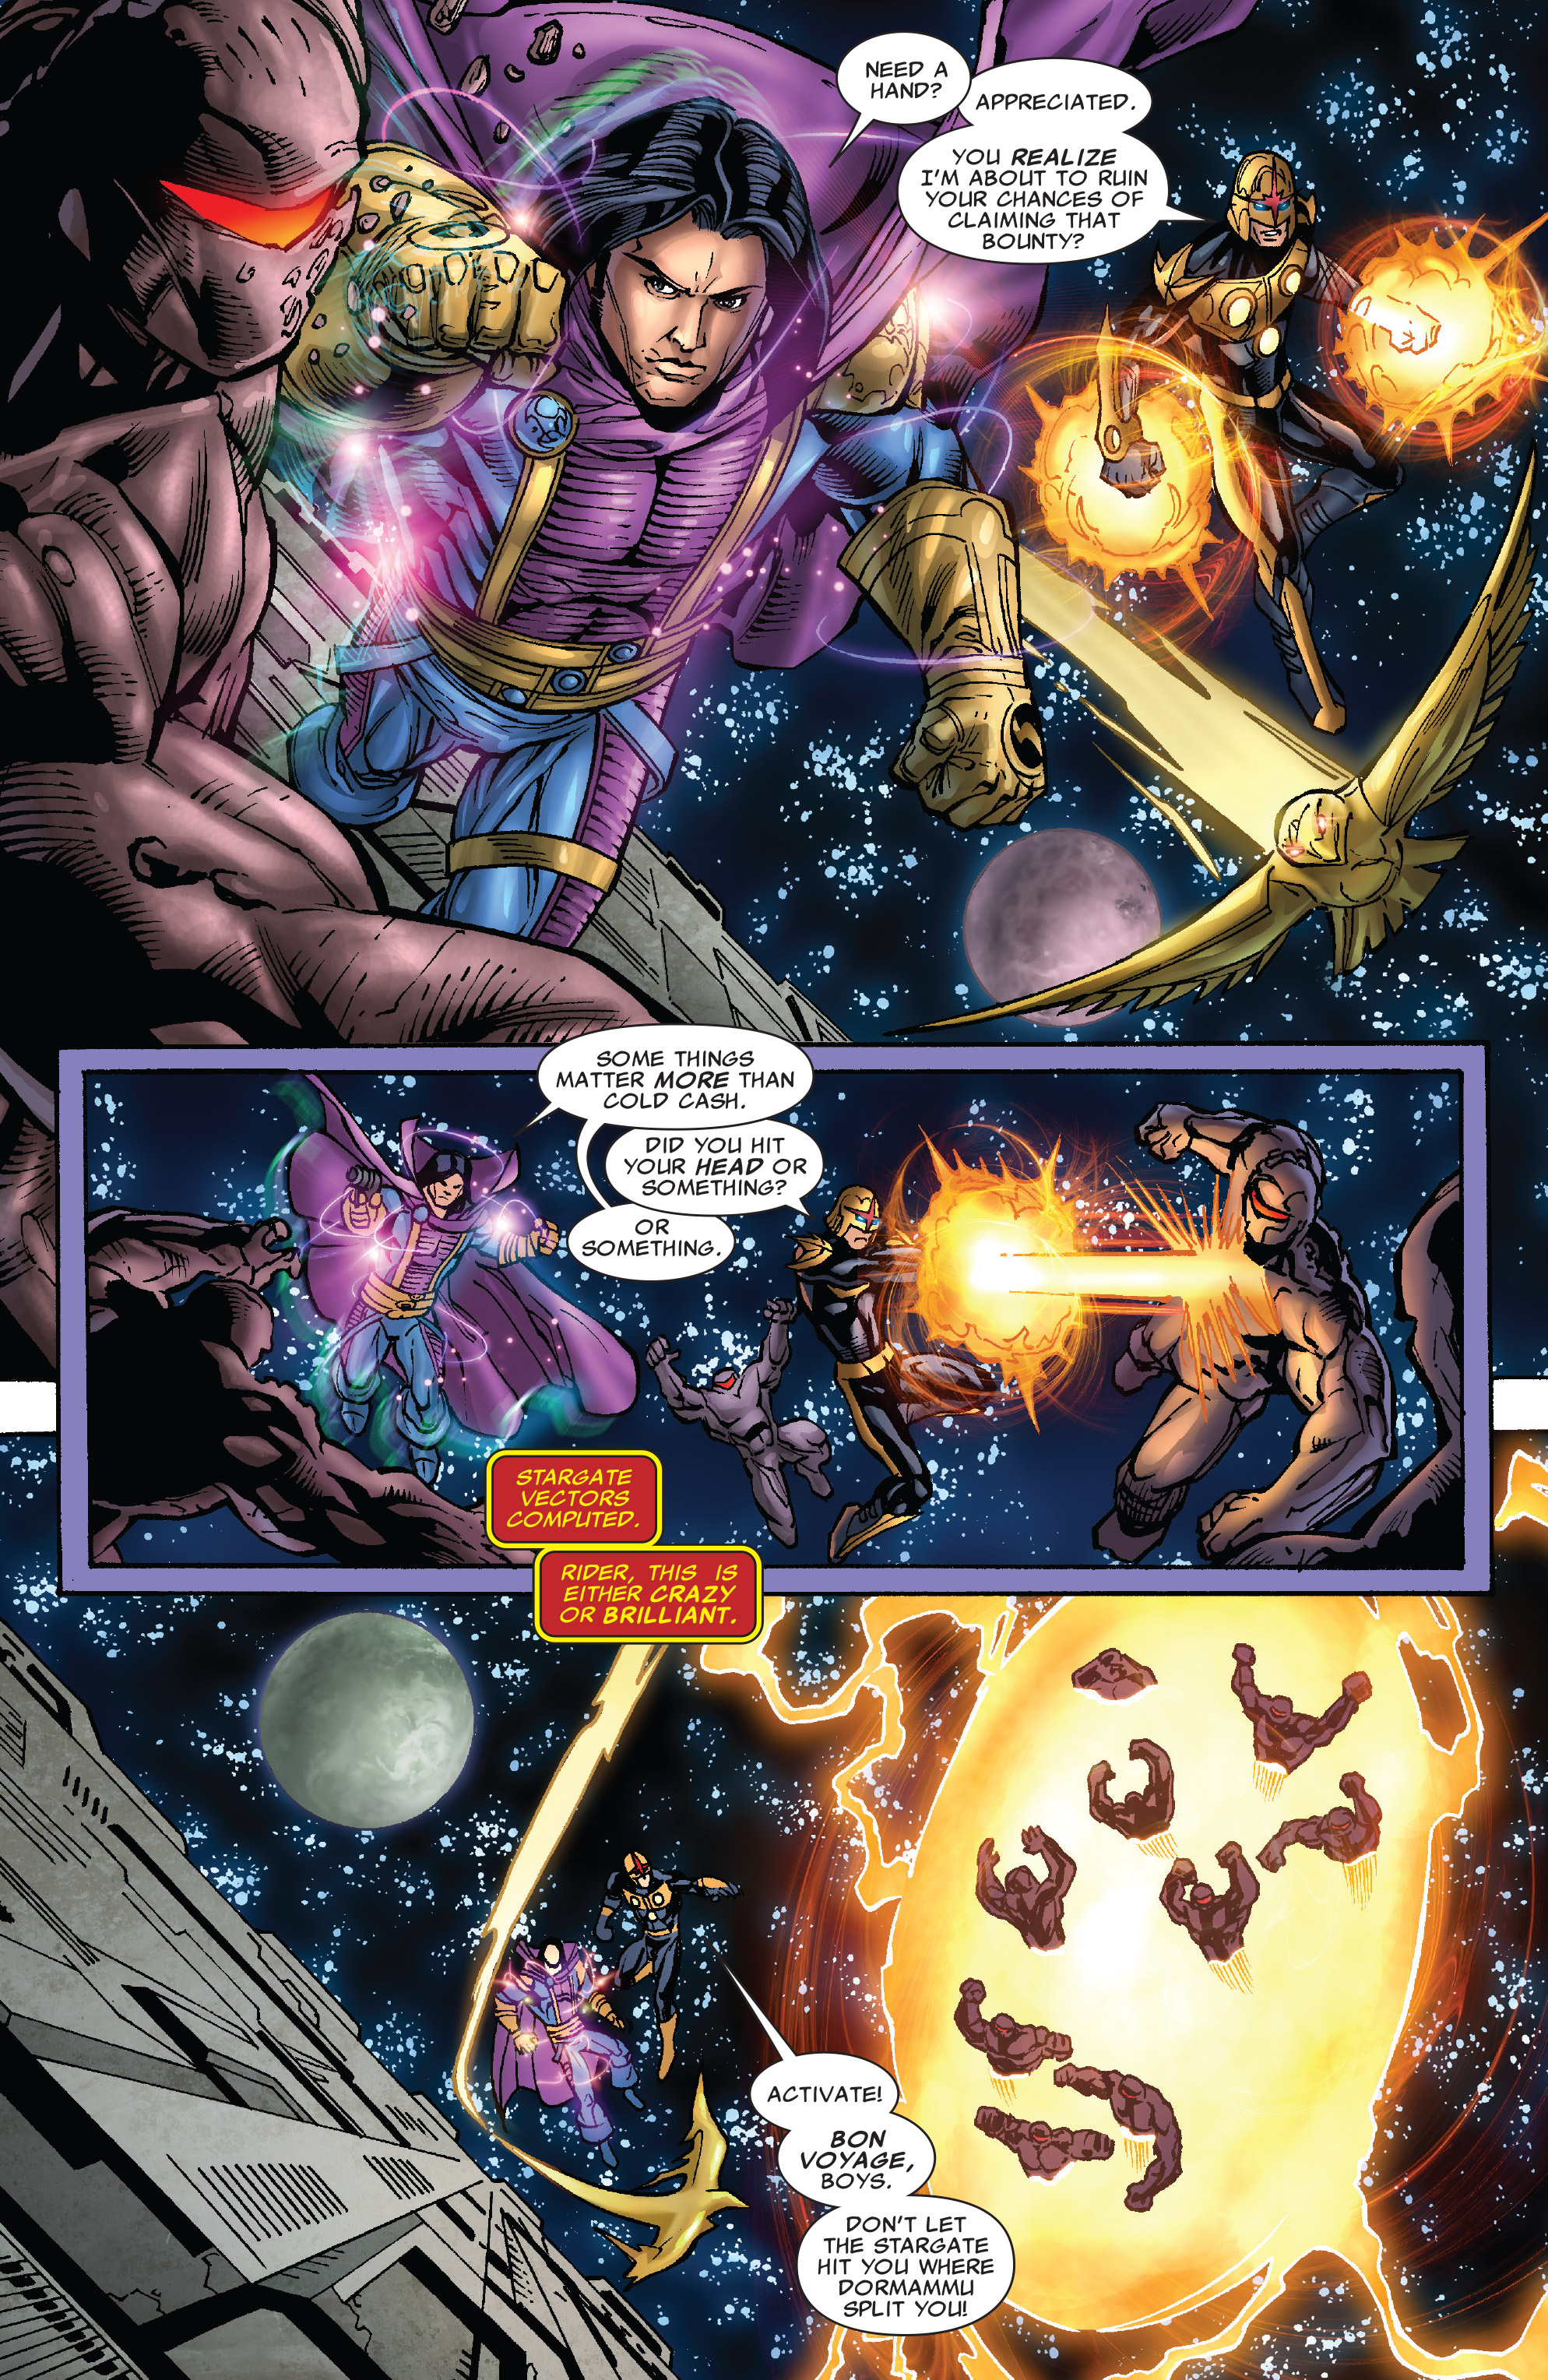 NEED A
HAND?
APPRECIATED.
YOU REALIZE
I'M ABOUT TO RUIN
YOUR CHANCES OF
CLAIMING THAT
BOUNTY?
SOME THINGS
MATTER MORE THAN
COLD CASH.
DID YOU HIT
YOUR HEAD OR
SOMETHING?
OR
SOMETHING.
STARGATE
VECTORS
COMPUTED.
RIDER, THIS IS
EITHER CRAZY
OR BRILLIANT.
ACTIVATE!
BON
VOYAGE,
BOYS.
DON'T LET
THE STARGATE
HIT YOU WHERE
DORMAMMU
SPLIT YOU!